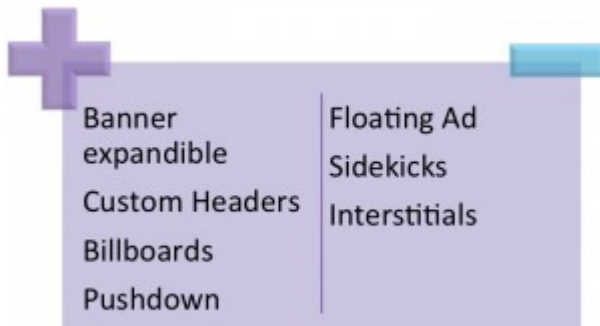 Banner
expandible
Custom Headers
Billboards
Pushdown
Floating Ad
Sidekicks
Interstitials